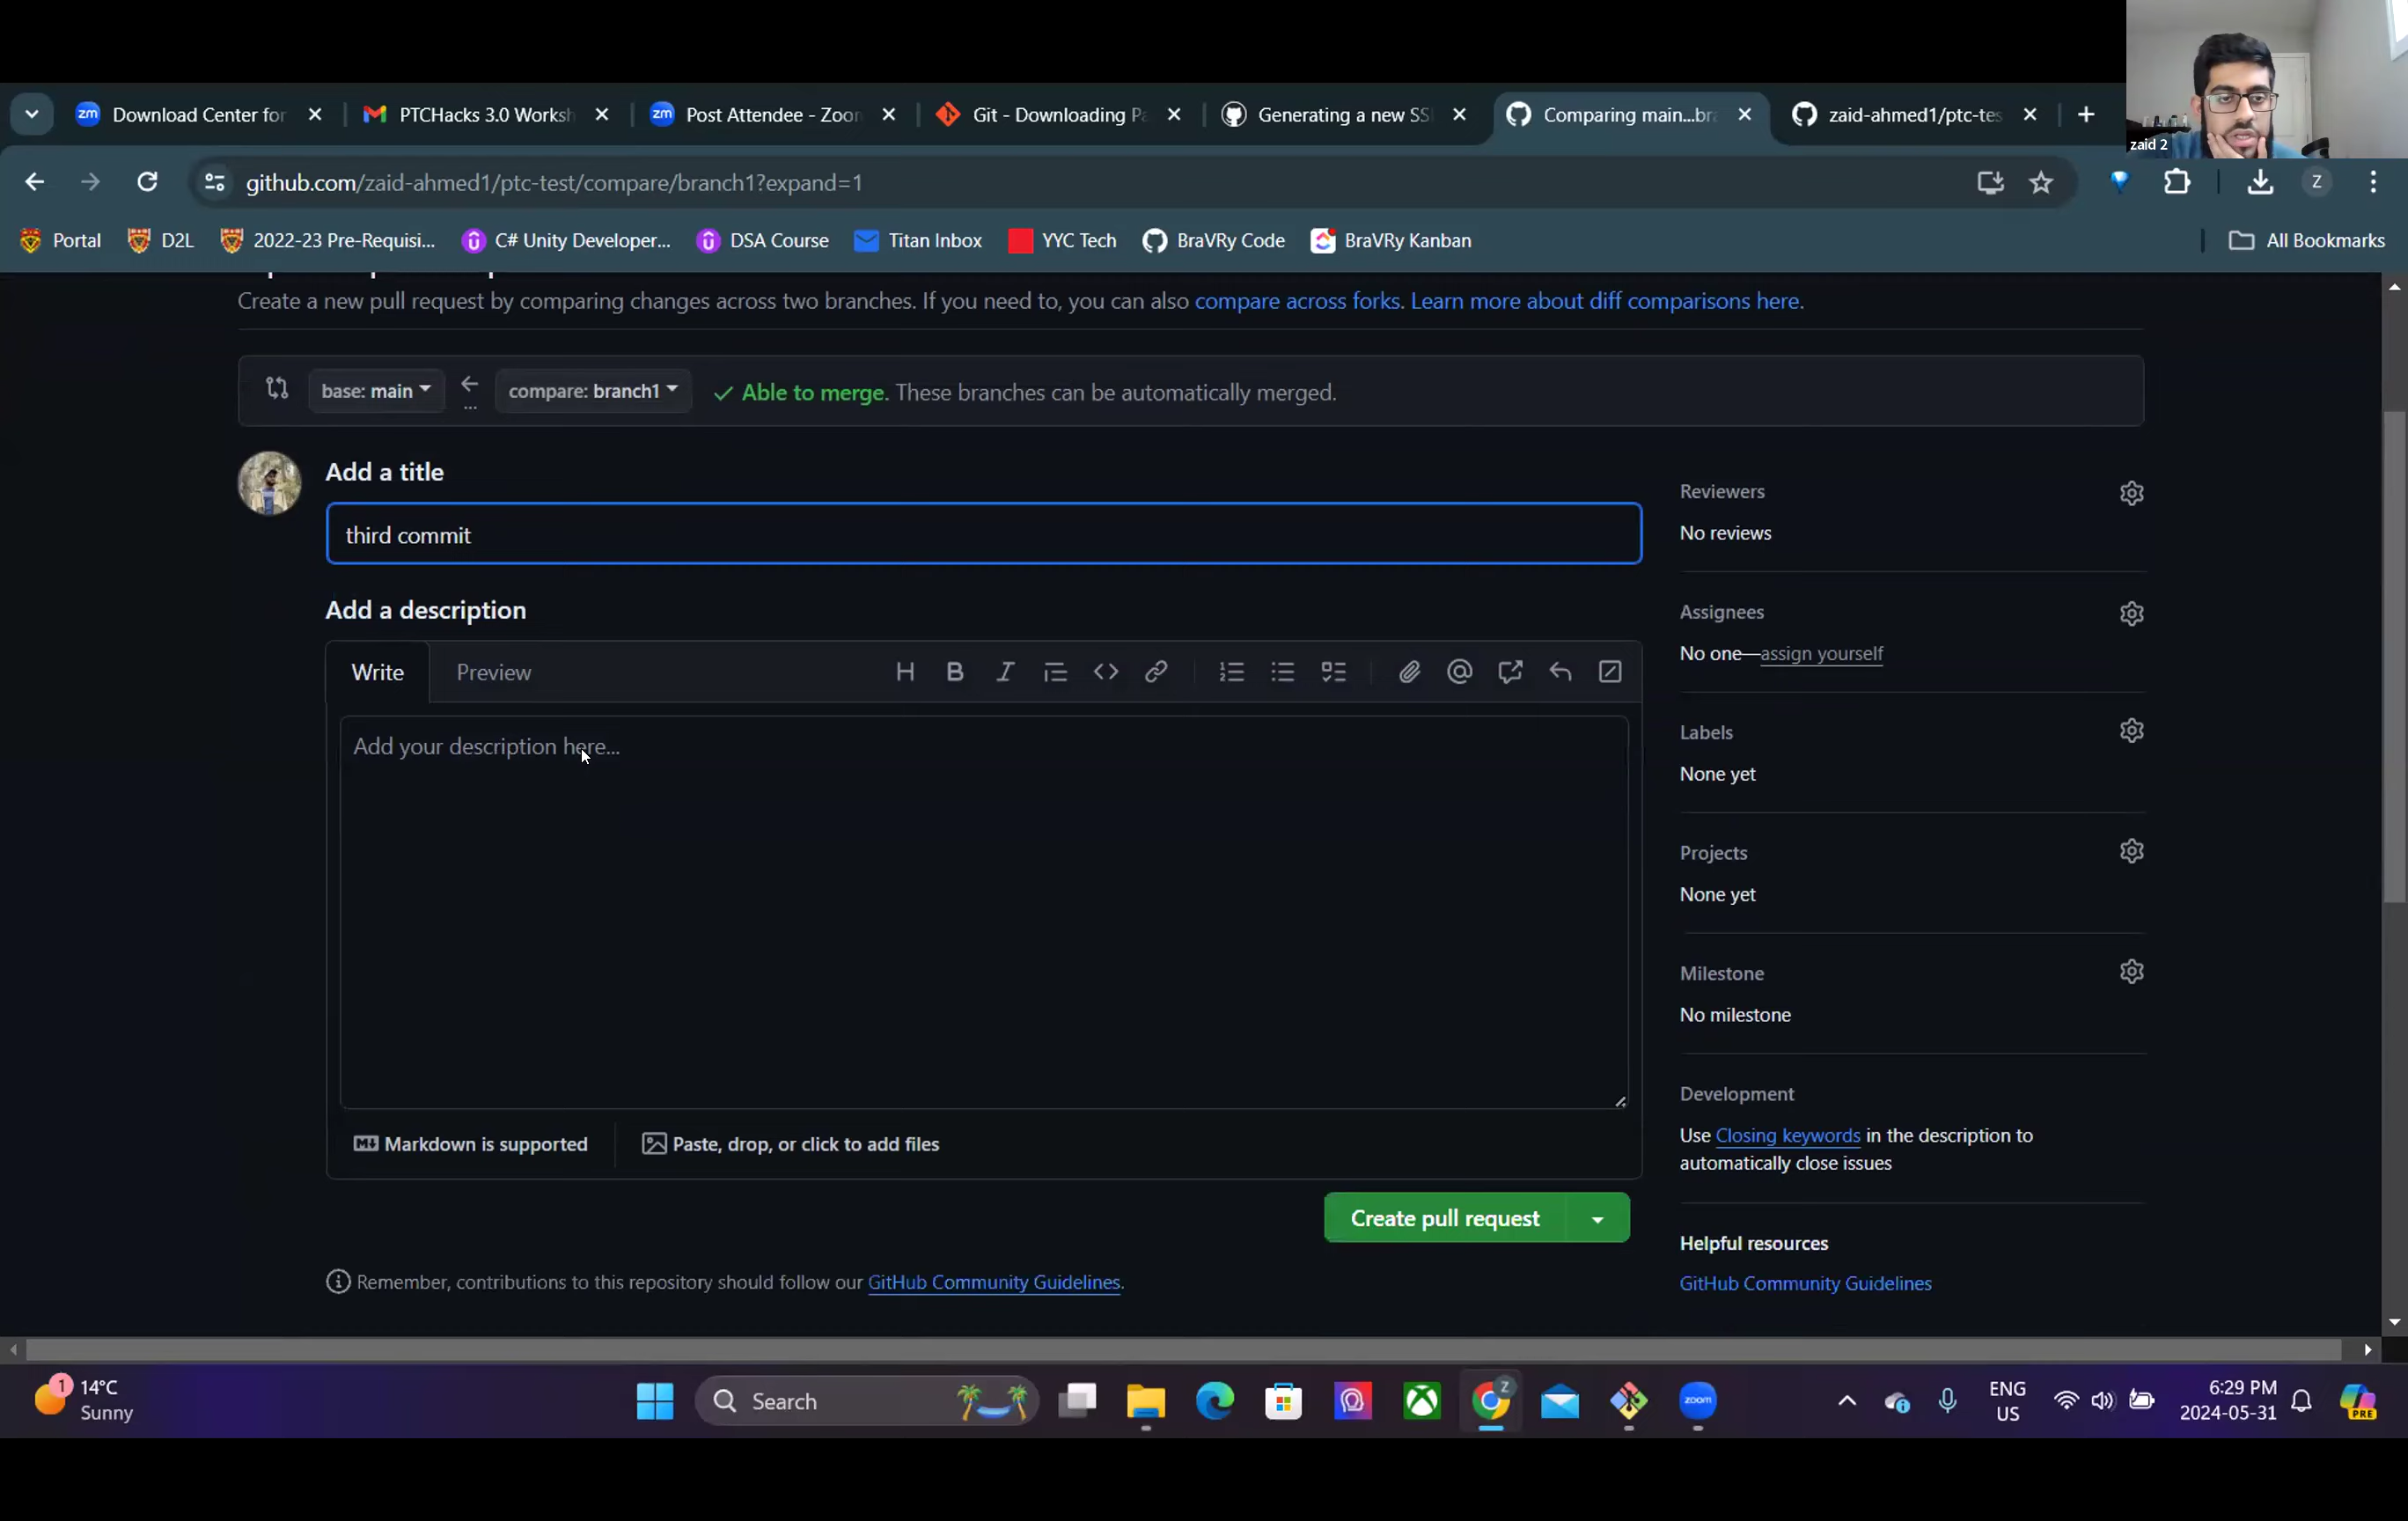 Download Center for
PTCHacks 3.0 Worksh
Post Attendee - Zoom
Git - Downloading Pa
Generating a new SS
Comparing main...bra
zaid-ahmed1/ptc-tes
zaid 2
github.com/zaid-ahmed1/ptc-test/compare/branch1?expand=1
Z
Portal
D2L
2022-23 Pre-Requisi...
C# Unity Developer...
DSA Course
Titan Inbox
YYC Tech
BraVRy Code
BraVRy Kanban
All Bookmarks
Create a new pull request by comparing changes across two branches. If you need to, you can also compare across forks. Learn more about diff comparisons here.
base: main
...
compare: branch1
Able to merge. These branches can be automatically merged.
Add a title
third commit
Add a description
Write
Preview
Add your description here...
Markdown is supported
Paste, drop, or click to add files
Create pull request
Remember, contributions to this repository should follow our GitHub Community Guidelines.
Reviewers
No reviews
Assignees
No one—assign yourself
Labels
None yet
Projects
None yet
Milestone
No milestone
Development
Use Closing keywords in the description to
automatically close issues
Helpful resources
GitHub Community Guidelines
1
14°C
Sunny
Search
Z
zoom
ENG
US
6:29 PM
2024-05-31
PRE